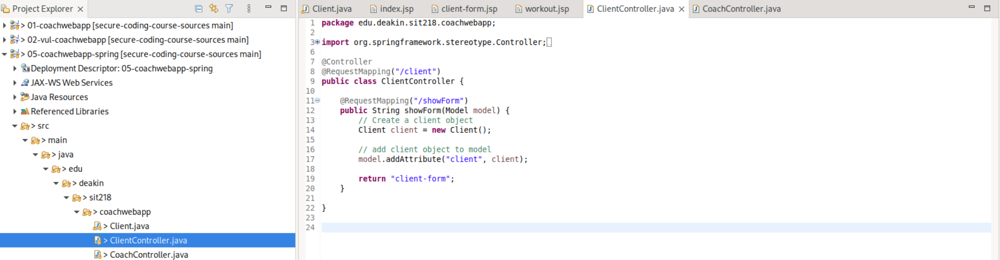 Project Explorer
> 01-coachwebapp [secure-coding-course-sources main]
> 02-vul-coachwebapp [secure-coding-course-sources main]
> 05-coachwebapp-spring [secure-coding-course-sources main]
Deployment Descriptor: 05-coachwebapp-spring
JAX-WS Web Services
Java Resources
Referenced Libraries
> src
> main
> java
> edu
> deakin
> sit218
> coachwebapp
> Client.java
> ClientController.java
> CoachController.java
Client.java index.jsp client-form.jsp workout.jsp ClientController.java CoachController.java
1 package edu.deakin.sit218.coachwebapp;
2
3 import org.springframework.stereotype.Controller;
6
7 @Controller
8 @RequestMapping("/client")
9 public class ClientController {
10
11 @RequestMapping("/showForm")
12 public String showForm(Model model) {
13 // Create a client object
14 Client client = new Client();
15
16 // add client object to model
17 model.addAttribute("client", client);
18
19 return "client-form";
20 }
21
22 }
23
24